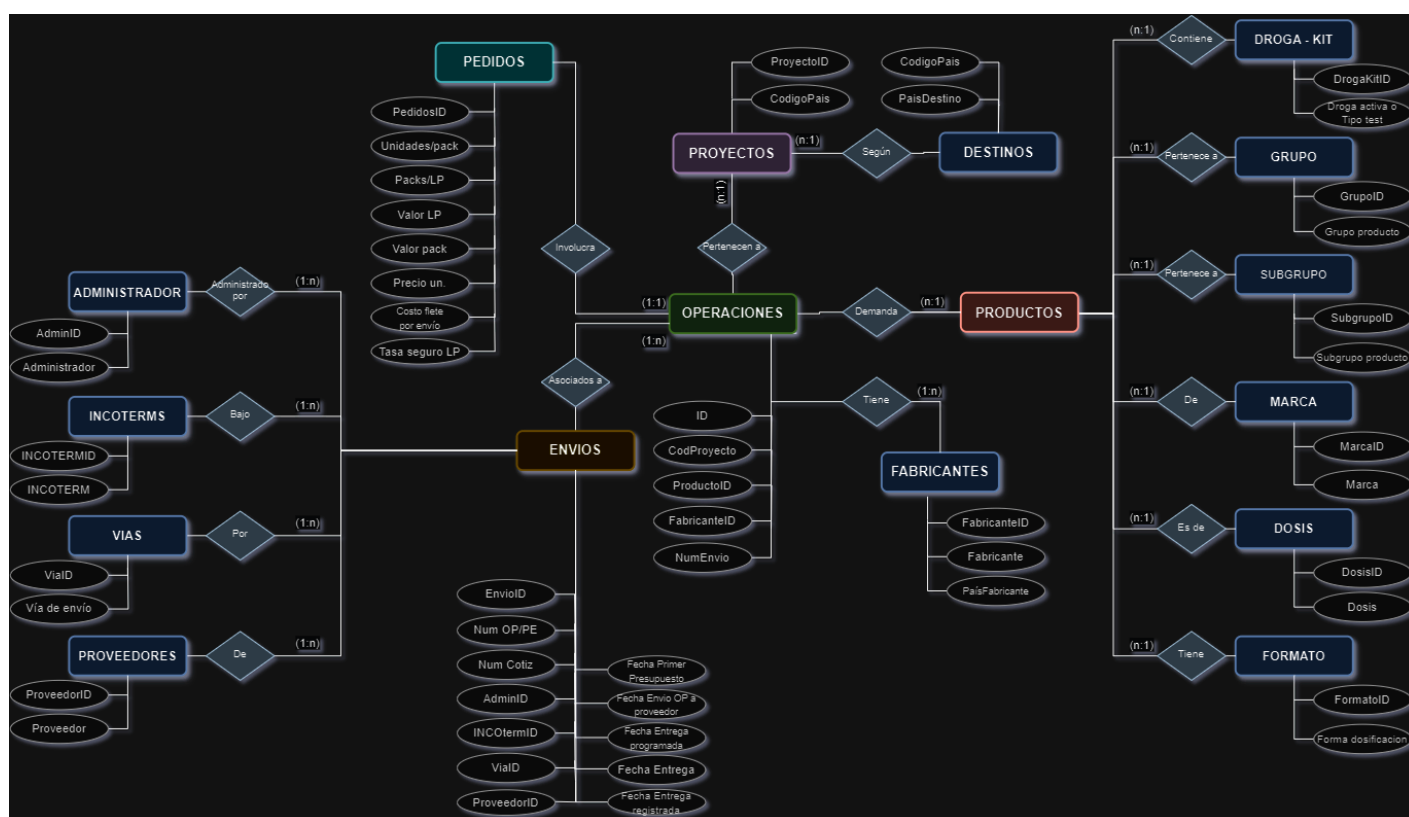 PEDIDOS
PedidosID
Unidades/pack
Packs/LP
Valor LP
Valor pack
Precio un.
Costo flete
por envío
Tasa seguro LP
Involucra
(1:1)
ProyectoID
CodigoPais
PROYECTOS
(n:1)
Según
CodigoPais
PaisDestino
DESTINOS
(n:1)
Pertenecen a
OPERACIONES
(1:n)
Demanda
(n:1)
PRODUCTOS
Asociados a
ID
CodProyecto
ProductoID
FabricanteID
NumEnvio
Tiene
(1:n)
FABRICANTES
FabricanteID
Fabricante
PaísFabricante
(n:1)
Contiene
DROGA - KIT
DrogaKitID
Droga activa o
Tipo test
(n:1)
Pertenece a
GRUPO
GrupoID
Grupo producto
(n:1)
Pertenece a
SUBGRUPO
SubgrupoID
Subgrupo producto
(n:1)
De
MARCA
MarcaID
Marca
(n:1)
Es de
DOSIS
DosisID
Dosis
(n:1)
Tiene
FORMATO
FormatoID
Forma dosificacion
ADMINISTRADOR
Administrado
por
(1:n)
AdminID
Administrador
INCOTERMS
Bajo
(1:n)
INCOTERMID
INCOTERM
VIAS
Por
(1:n)
ViaID
Vía de envío
PROVEEDORES
De
(1:n)
ProveedorID
Proveedor
ENVIOS
EnvioID
Num OP/PE
Num Cotiz
AdminID
INCOtermID
ViaID
ProveedorID
Fecha Primer
Presupuesto
Fecha Envio OP a
proveedor
Fecha Entrega
programada
Fecha Entrega
Fecha Entrega
registrada